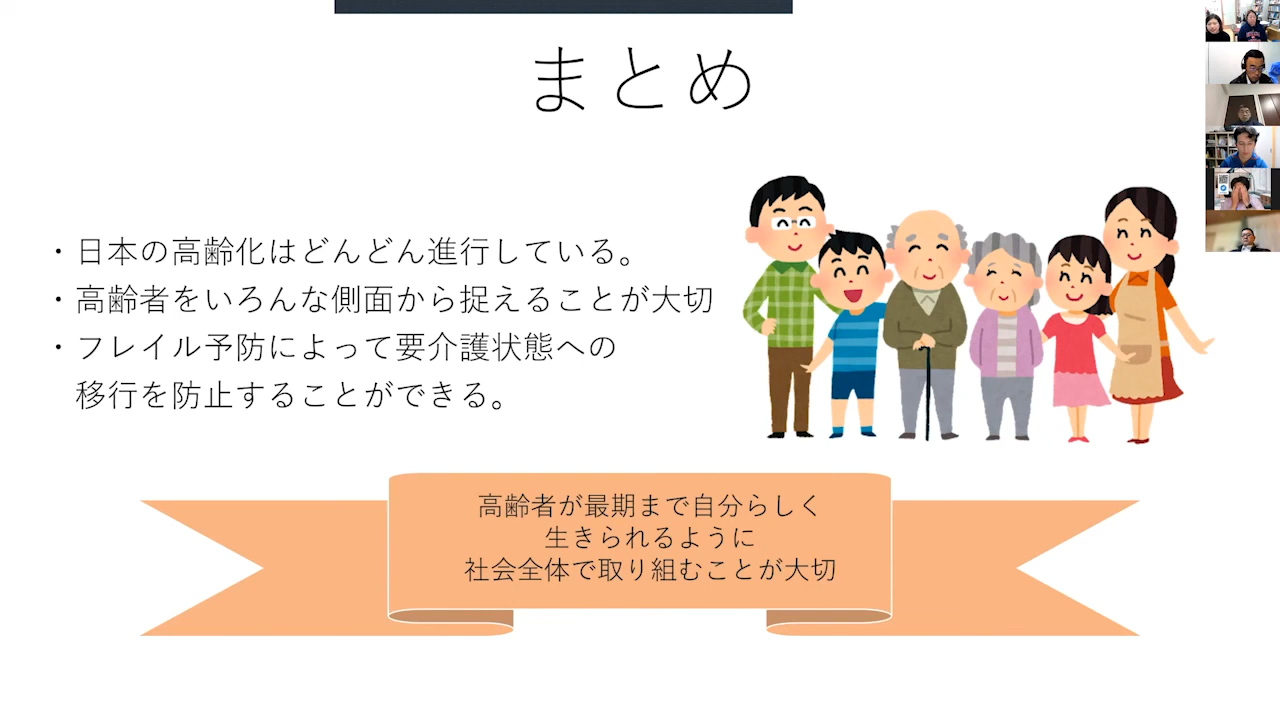 まとめ
・日本の高齢化はどんどん進行している。
・高齢者をいろんな側面から捉えることが大切
・フレイル予防によって要介護状態への
移行を防止することができる。
高齢者が最期まで自分らしく
生きられるように
社会全体で取り組むことが大切